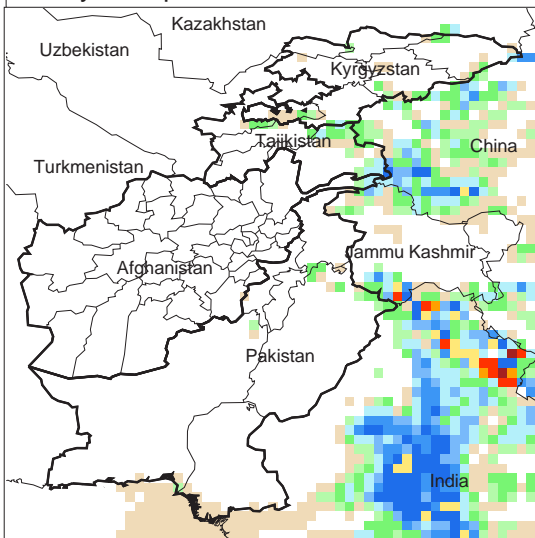 Kazakhstan
Uzbekistan
Kyrgyzstan
Tajikistan
China
Turkmenistan
Jammu Kashmir
Afghanistan
Pakistan
India